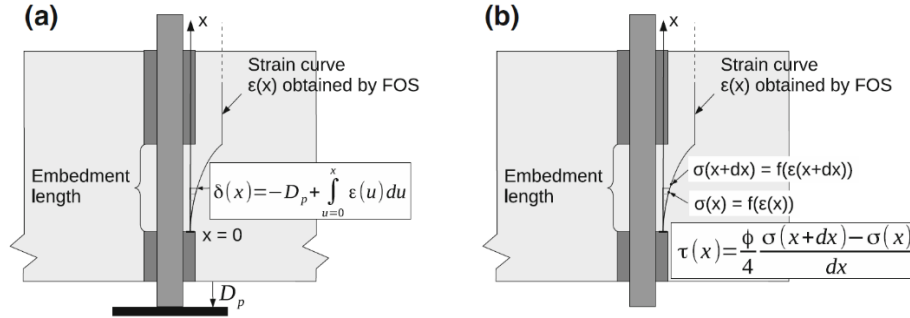 (a)
x
Strain curve
ε(x) obtained by FOS
Embedment
length
δ(x)=−D_p+∫_{u=0}^{x} ε(u)du
x = 0
D_p
(b)
x
Strain curve
ε(x) obtained by FOS
Embedment
length
σ(x+dx) = f(ε(x+dx))
σ(x) = f(ε(x))
τ(x)=ϕ/4 σ(x+dx)−σ(x)/dx